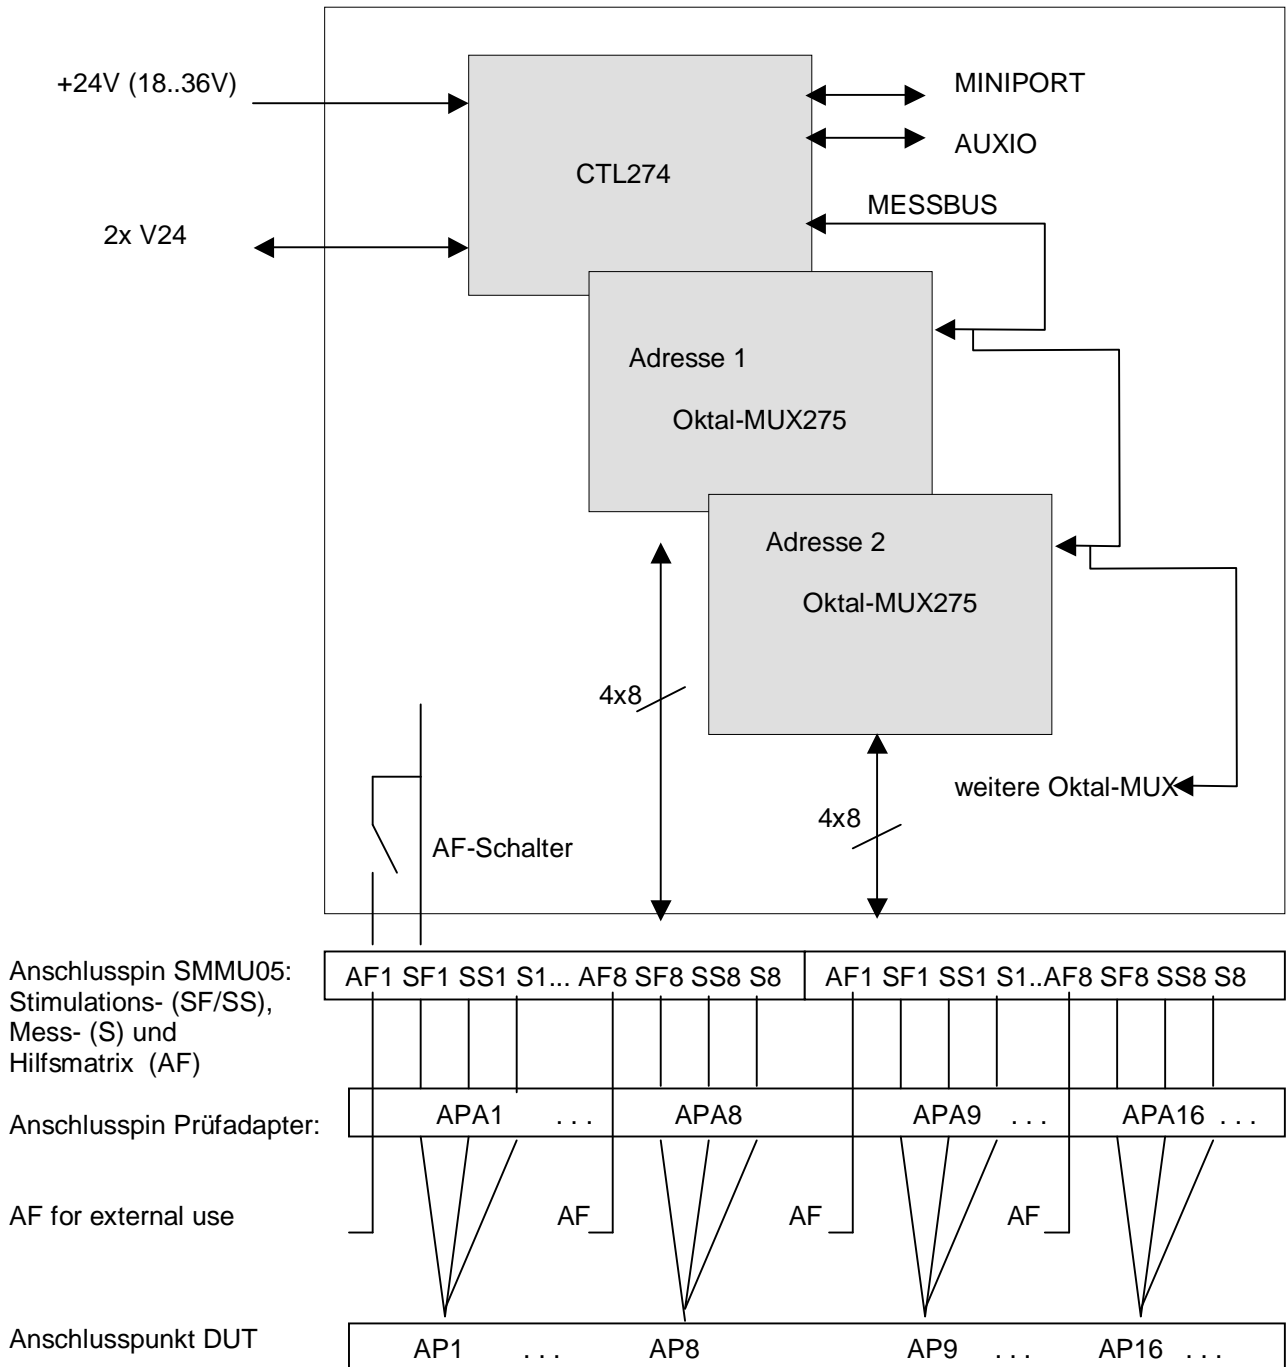 +24V (18..36V)
MINIPORT
AUXIO
CTL274
MESSBUS
2x V24
Adresse 1
Oktal-MUX275
Adresse 2
Oktal-MUX275
4x8
weitere Oktal-MUX
4x8
AF-Schalter
Anschlusspin SMMU05:
Stimulations- (SF/SS),
Mess- (S) und
Hilfsmatrix (AF)
AF1 SF1 SS1 S1... AF8 SF8 SS8 S8
AF1 SF1 SS1 S1..AF8 SF8 SS8 S8
Anschlusspin Prüfadapter:
APA1 . . . APA8 APA9 . . . APA16 . . .
AF for external use
AF AF AF
Anschlusspunkt DUT
AP1 . . . AP8 AP9 . . . AP16 . . .